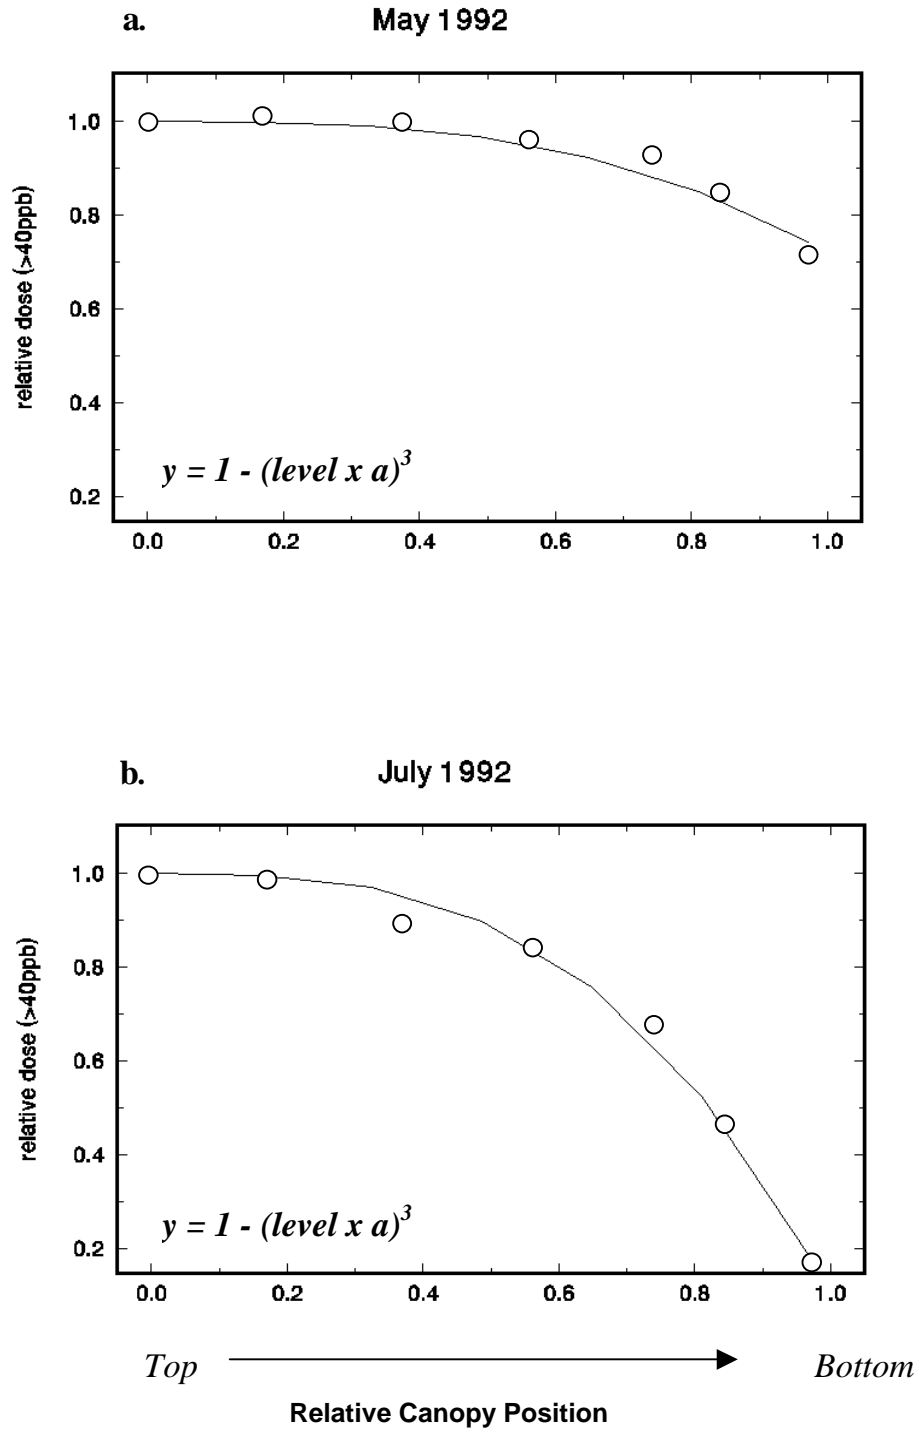 a. May 1992
relative dose (>40ppb)
1.0
0.8
0.6
0.4
0.2
y = 1 - (level x a)³
0.0 0.2 0.4 0.6 0.8 1.0
b. July 1992
relative dose (>40ppb)
1.0
0.8
0.6
0.4
0.2
y = 1 - (level x a)³
0.0 0.2 0.4 0.6 0.8 1.0
Top Bottom
Relative Canopy Position